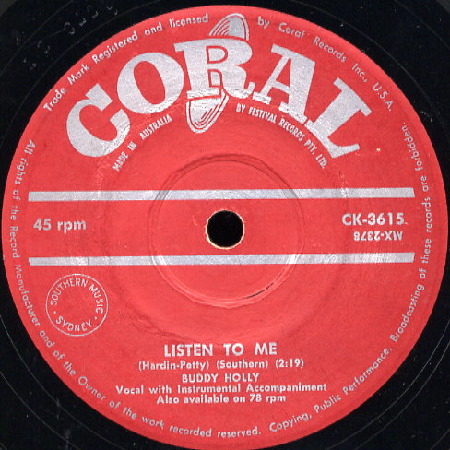 Trade Mark Registered and licensed by Coral Records Inc., U.S.A.
CORAL
MADE IN AUSTRALIA BY FESTIVAL RECORDS PTY. LTD.
45 rpm
CK-3615
MX-2378
SOUTHERN MUSIC
SYDNEY
LISTEN TO ME
(Hardin-Petty) (Southern) (2:19)
BUDDY HOLLY
Vocal with Instrumental Accompaniment
Also available on 78 rpm
All rights of the Record Manufacturer and of the Owner of the work recorded reserved. Copying, Public Performance, Broadcasting of these records are forbidden.